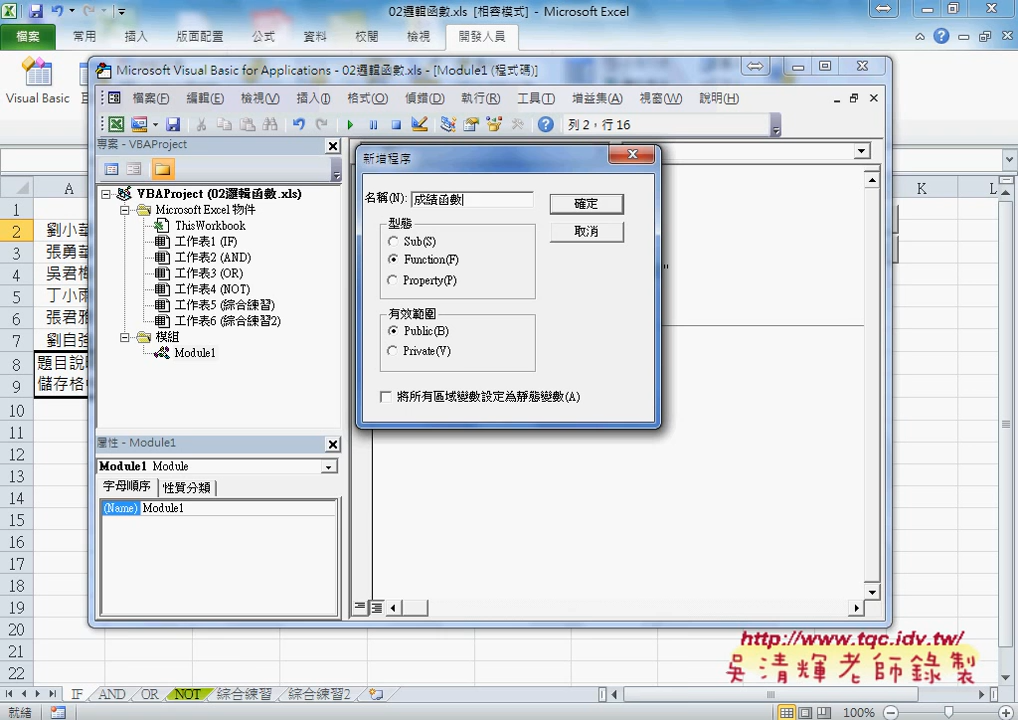 02邏輯函數.xls [相容模式] - Microsoft Excel
檔案 常用 插入 版面配置 公式 資料 校閱 檢視 開發人員
Visual Basic
Microsoft Visual Basic for Applications - 02邏輯函數.xls - [Module1 (程式碼)]
檔案(F) 編輯(E) 檢視(V) 插入(I) 格式(O) 偵錯(D) 執行(R) 工具(T) 增益集(A) 視窗(W) 說明(H)
列 2，行 16
專案 - VBAProject
VBAProject (02邏輯函數.xls)
Microsoft Excel 物件
ThisWorkbook
工作表1 (IF)
工作表2 (AND)
工作表3 (OR)
工作表4 (NOT)
工作表5 (綜合練習)
工作表6 (綜合練習2)
模組
Module1
屬性 - Module1
Module1 Module
字母順序 性質分類
(Name) Module1
新增程序
名稱(N): 成績函數
確定
取消
型態
Sub(S)
Function(F)
Property(P)
有效範圍
Public(B)
Private(V)
將所有區域變數設定為靜態變數(A)
A K L
1
2 劉小
3 張勇
4 吳君
5 丁小
6 張君
7 劉自
8 題目說
9 儲存格
10
11
12
13
14
15
16
17
18
19
20
21
22
http://www.tqc.idv.tw/
吳清輝老師錄製
IF AND OR NOT 綜合練習 綜合練習2
就緒 100%